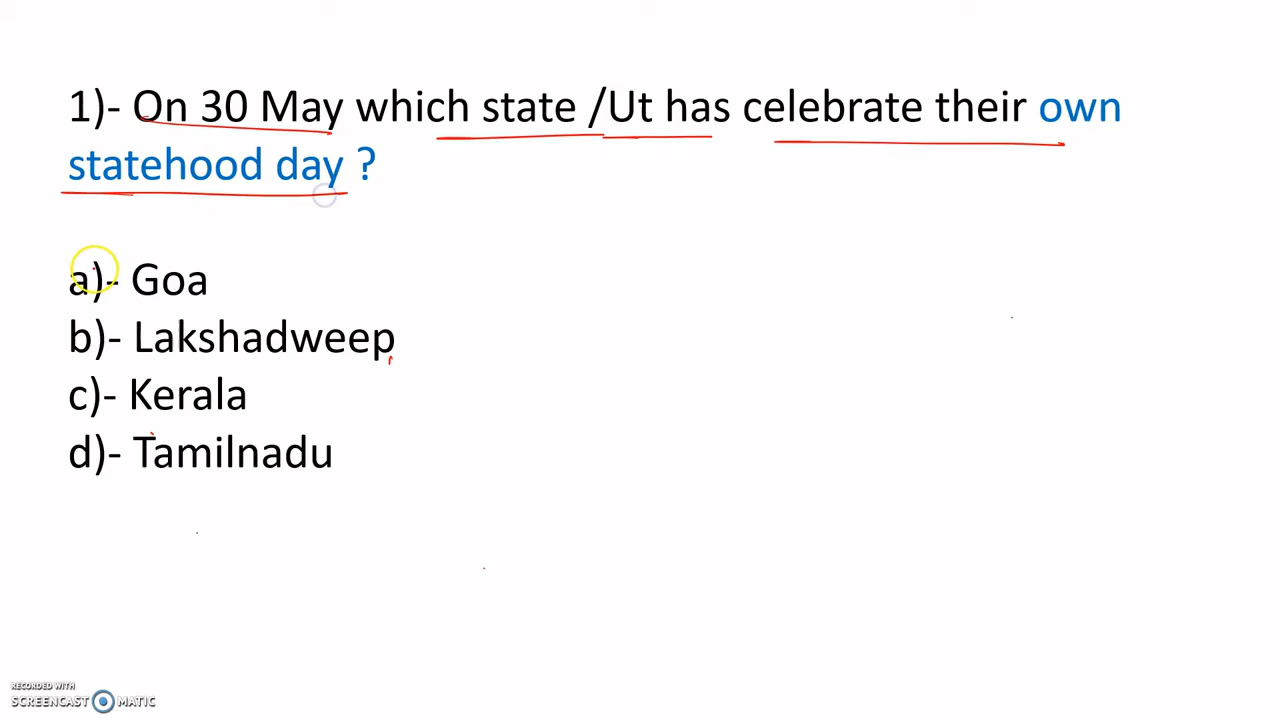 1)- On 30 May which state /Ut has celebrate their own
statehood day ?
a)- Goa
b)- Lakshadweep
c)- Kerala
d)- Tamilnadu
RECORDED WITH
SCREENCAST MATIC